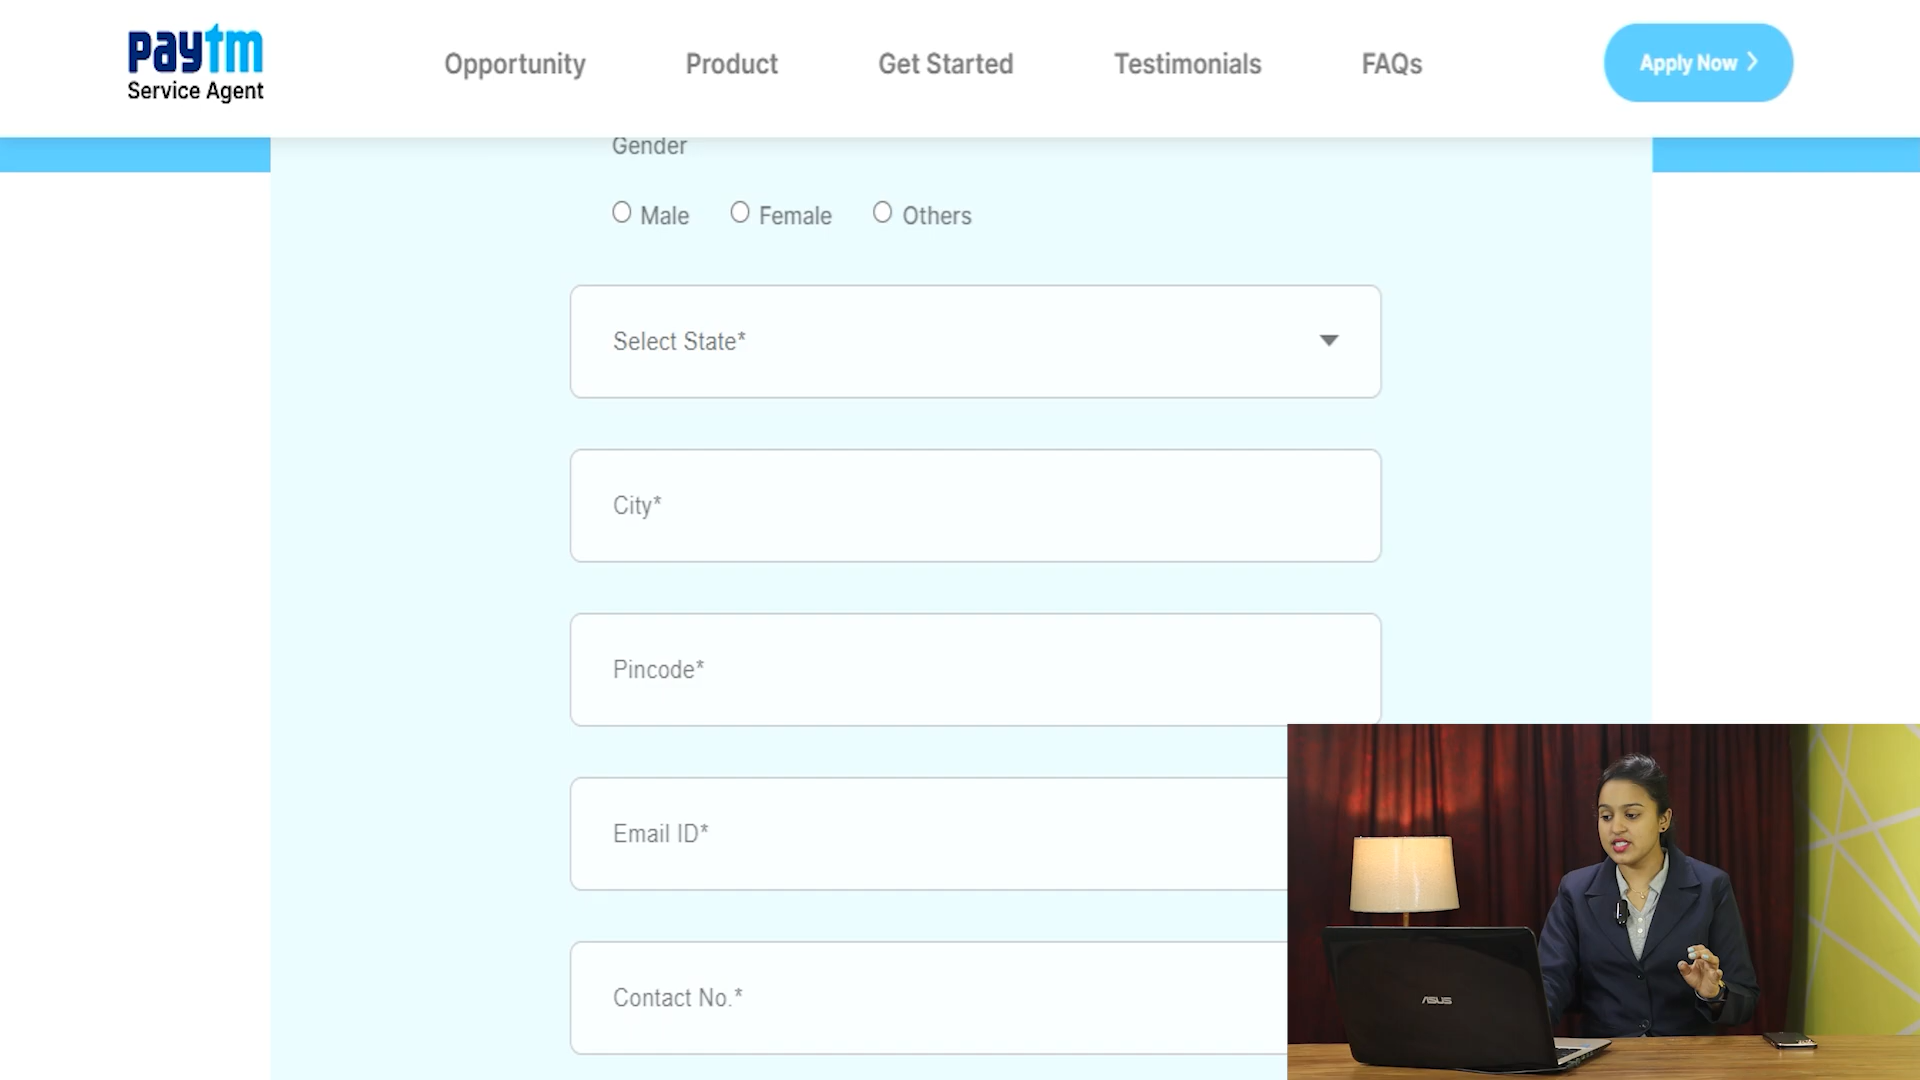 paytm
Service Agent
Opportunity
Product
Get Started
Testimonials
FAQs
Apply Now
Gender
Male
Female
Others
Select State*
City*
Pincode*
Email ID*
Contact No.*
ASUS